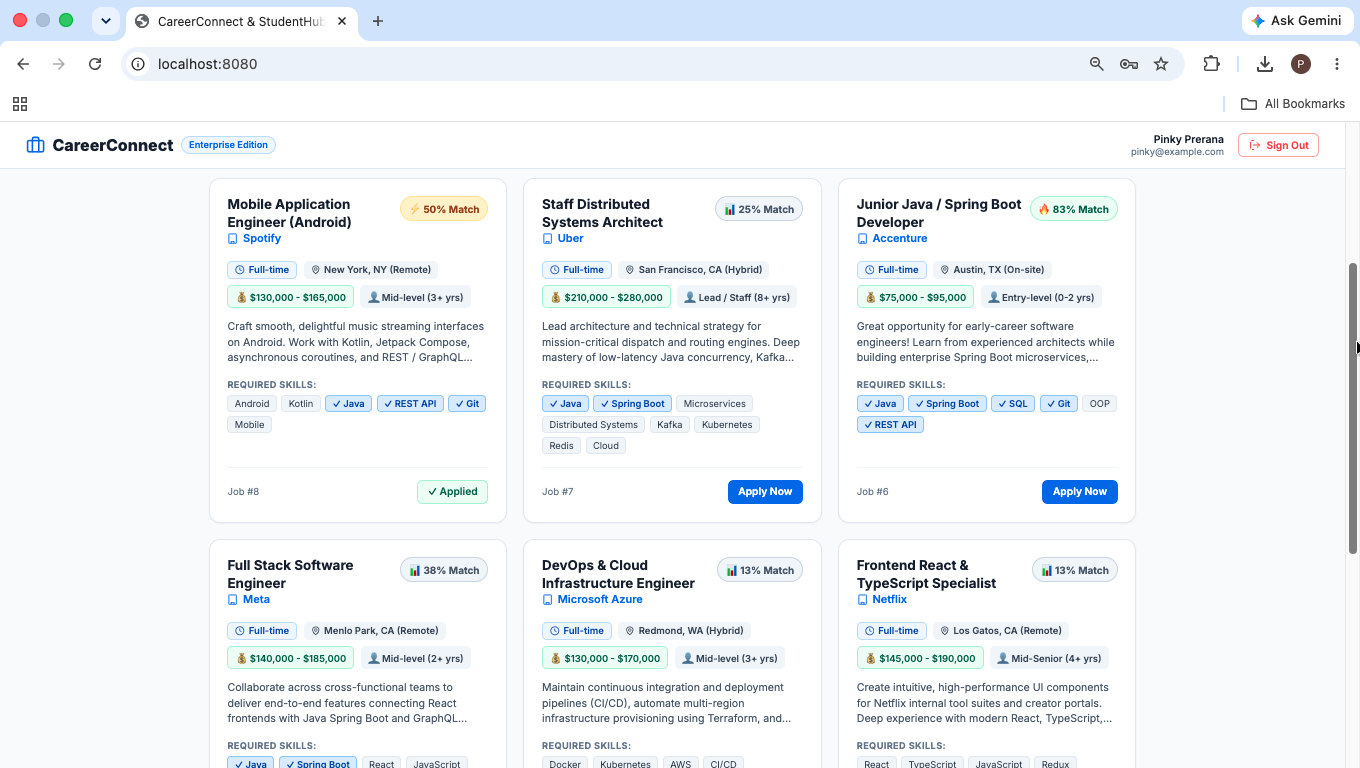 CareerConnect & StudentHub
Ask Gemini
localhost:8080
P
All Bookmarks
CareerConnect
Enterprise Edition
Pinky Prerana
pinky@example.com
Sign Out
Mobile Application
Engineer (Android)
50% Match
Spotify
Full-time
New York, NY (Remote)
$130,000 - $165,000
Mid-level (3+ yrs)
Craft smooth, delightful music streaming interfaces
on Android. Work with Kotlin, Jetpack Compose,
asynchronous coroutines, and REST / GraphQL...
REQUIRED SKILLS:
Android Kotlin ✓ Java ✓ REST API ✓ Git
Mobile
Job #8
✓ Applied
Staff Distributed
Systems Architect
25% Match
Uber
Full-time
San Francisco, CA (Hybrid)
$210,000 - $280,000
Lead / Staff (8+ yrs)
Lead architecture and technical strategy for
mission-critical dispatch and routing engines. Deep
mastery of low-latency Java concurrency, Kafka...
REQUIRED SKILLS:
✓ Java ✓ Spring Boot Microservices
Distributed Systems Kafka Kubernetes
Redis Cloud
Job #7
Apply Now
Junior Java / Spring Boot
Developer
83% Match
Accenture
Full-time
Austin, TX (On-site)
$75,000 - $95,000
Entry-level (0-2 yrs)
Great opportunity for early-career software
engineers! Learn from experienced architects while
building enterprise Spring Boot microservices,...
REQUIRED SKILLS:
✓ Java ✓ Spring Boot ✓ SQL ✓ Git OOP
✓ REST API
Job #6
Apply Now
Full Stack Software
Engineer
38% Match
Meta
Full-time
Menlo Park, CA (Remote)
$140,000 - $185,000
Mid-level (2+ yrs)
Collaborate across cross-functional teams to
deliver end-to-end features connecting React
frontends with Java Spring Boot and GraphQL...
REQUIRED SKILLS:
✓ Java ✓ Spring Boot React JavaScript
DevOps & Cloud
Infrastructure Engineer
13% Match
Microsoft Azure
Full-time
Redmond, WA (Hybrid)
$130,000 - $170,000
Mid-level (3+ yrs)
Maintain continuous integration and deployment
pipelines (CI/CD), automate multi-region
infrastructure provisioning using Terraform, and...
REQUIRED SKILLS:
Docker Kubernetes AWS CI/CD
Frontend React &
TypeScript Specialist
13% Match
Netflix
Full-time
Los Gatos, CA (Remote)
$145,000 - $190,000
Mid-Senior (4+ yrs)
Create intuitive, high-performance UI components
for Netflix internal tool suites and creator portals.
Deep experience with modern React, TypeScript,...
REQUIRED SKILLS:
React TypeScript JavaScript Redux